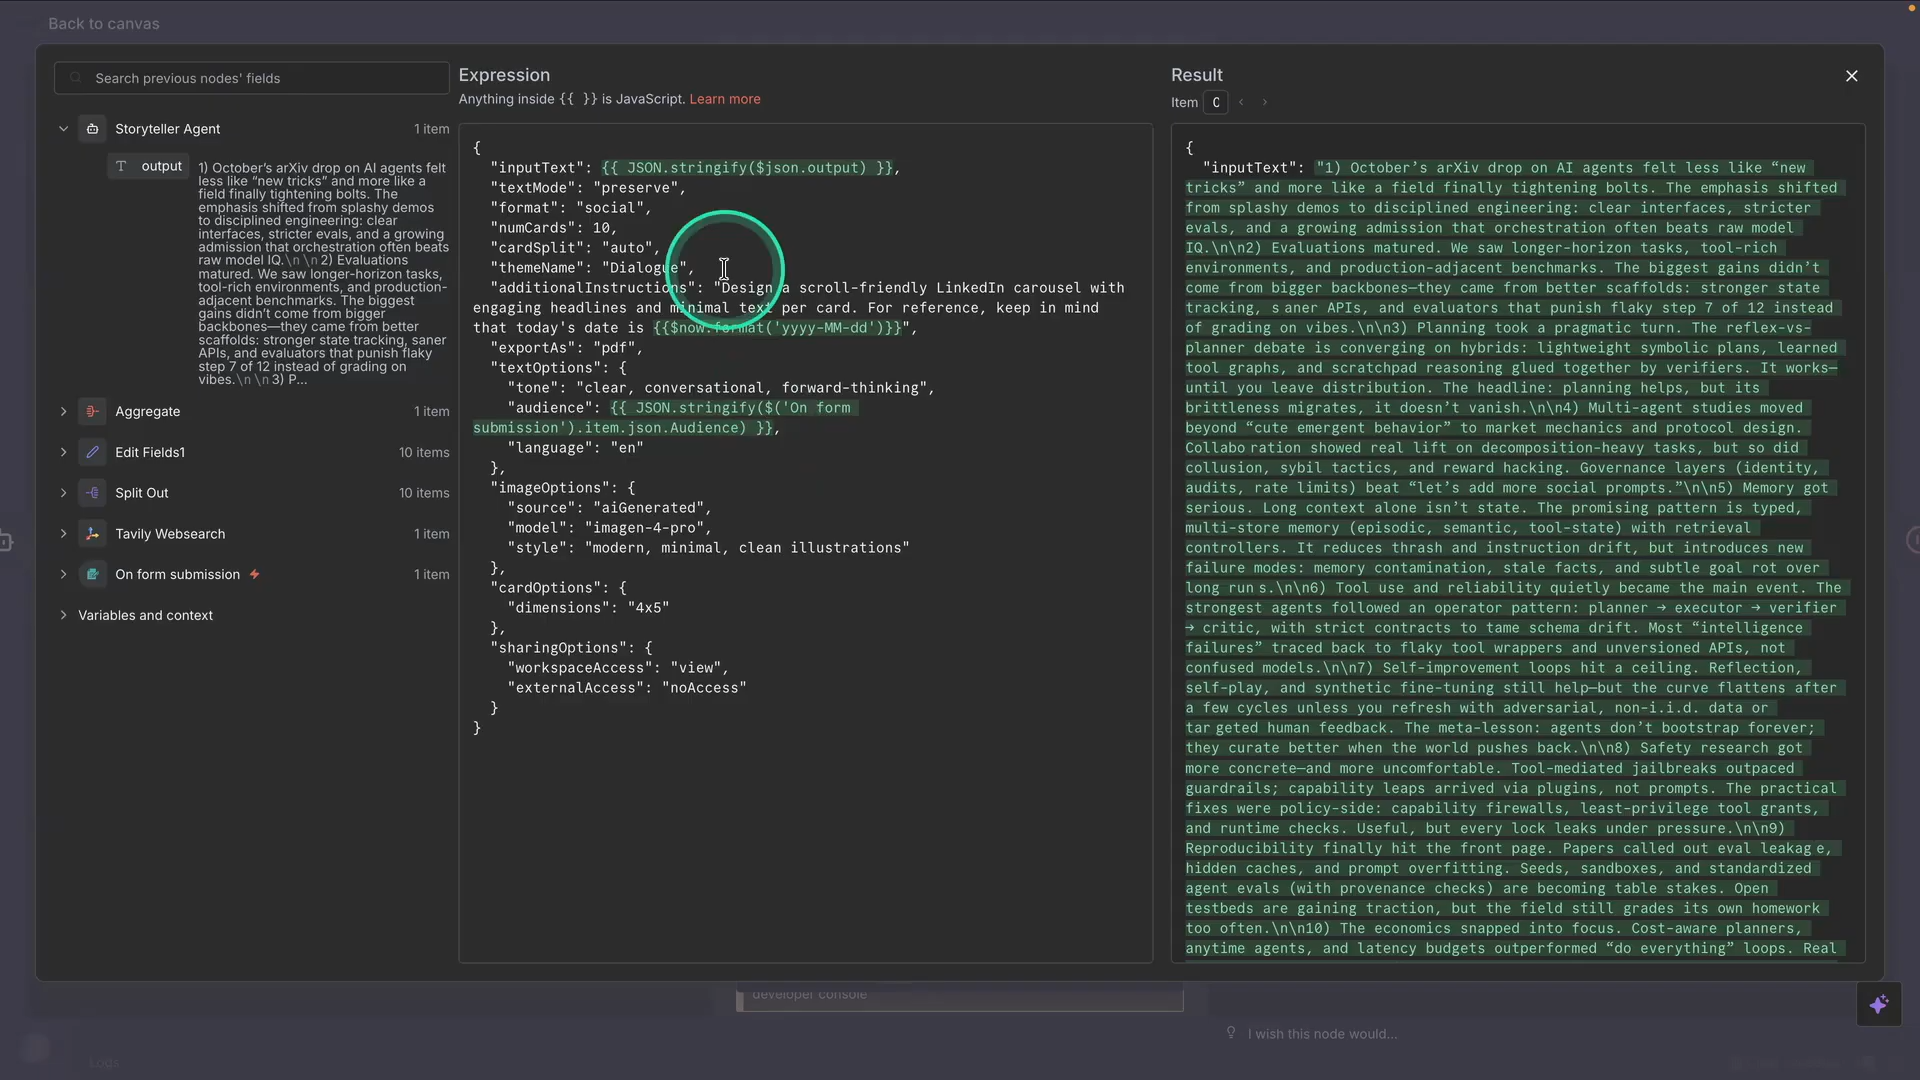 Back to canvas
Search previous nodes' fields
Storyteller Agent
1 item
T output
1) October's arXiv drop on AI agents felt
less like “new tricks” and more like a
field finally tightening bolts. The
emphasis shifted from splashy demos
to disciplined engineering: clear
interfaces, stricter evals, and a growing
admission that orchestration often beats
raw model IQ.\n\n2) Evaluations
matured. We saw longer-horizon tasks,
tool-rich environments, and production-
adjacent benchmarks. The biggest
gains didn’t come from bigger
backbones—they came from better
scaffolds: stronger state tracking, saner
APIs, and evaluators that punish flaky
step 7 of 12 instead of grading on
vibes.\n\n3) P...
Aggregate
1 item
Edit Fields1
10 items
Split Out
10 items
Tavily Websearch
1 item
On form submission
1 item
Variables and context
Expression
Anything inside {{ }} is JavaScript. Learn more
{
"inputText": {{ JSON.stringify($json.output) }},
"textMode": "preserve",
"format": "social",
"numCards": 10,
"cardSplit": "auto",
"themeName": "Dialogue",
"additionalInstructions": "Design a scroll-friendly LinkedIn carousel with
engaging headlines and minimal text per card. For reference, keep in mind
that today's date is {{$now.format('yyyy-MM-dd')}}",
"exportAs": "pdf",
"textOptions": {
"tone": "clear, conversational, forward-thinking",
"audience": {{ JSON.stringify($('On form
submission').item.json.Audience) }},
"language": "en"
},
"imageOptions": {
"source": "aiGenerated",
"model": "imagen-4-pro",
"style": "modern, minimal, clean illustrations"
},
"cardOptions": {
"dimensions": "4x5"
},
"sharingOptions": {
"workspaceAccess": "view",
"externalAccess": "noAccess"
}
}
Result
Item
{
"inputText": "1) October’s arXiv drop on AI agents felt less like “new
tricks” and more like a field finally tightening bolts. The emphasis shifted
from splashy demos to disciplined engineering: clear interfaces, stricter
evals, and a growing admission that orchestration often beats raw model
IQ.\n\n2) Evaluations matured. We saw longer-horizon tasks, tool-rich
environments, and production-adjacent benchmarks. The biggest gains didn’t
come from bigger backbones—they came from better scaffolds: stronger state
tracking, s aner APIs, and evaluators that punish flaky step 7 of 12 instead
of grading on vibes.\n\n3) Planning took a pragmatic turn. The reflex-vs-
planner debate is converging on hybrids: lightweight symbolic plans, learned
tool graphs, and scratchpad reasoning glued together by verifiers. It works—
until you leave distribution. The headline: planning helps, but its
brittleness migrates, it doesn’t vanish.\n\n4) Multi-agent studies moved
beyond “cute emergent behavior” to market mechanics and protocol design.
Collabo ration showed real lift on decomposition-heavy tasks, but so did
collusion, sybil tactics, and reward hacking. Governance layers (identity,
audits, rate limits) beat “let’s add more social prompts.”\n\n5) Memory got
serious. Long context alone isn’t state. The promising pattern is typed,
multi-store memory (episodic, semantic, tool-state) with retrieval
controllers. It reduces thrash and instruction drift, but introduces new
failure modes: memory contamination, stale facts, and subtle goal rot over
long run s.\n\n6) Tool use and reliability quietly became the main event. The
strongest agents followed an operator pattern: planner → executor → verifier
→ critic, with strict contracts to tame schema drift. Most “intelligence
failures” traced back to flaky tool wrappers and unversioned APIs, not
confused models.\n\n7) Self-improvement loops hit a ceiling. Reflection,
self-play, and synthetic fine-tuning still help—but the curve flattens after
a few cycles unless you refresh with adversarial, non-i.i.d. data or
tar geted human feedback. The meta-lesson: agents don’t bootstrap forever;
they curate better when the world pushes back.\n\n8) Safety research got
more concrete—and more uncomfortable. Tool-mediated jailbreaks outpaced
guardrails; capability leaps arrived via plugins, not prompts. The practical
fixes were policy-side: capability firewalls, least-privilege tool grants,
and runtime checks. Useful, but every lock leaks under pressure.\n\n9)
Reproducibility finally hit the front page. Papers called out eval leakag e,
hidden caches, and prompt overfitting. Seeds, sandboxes, and standardized
agent evals (with provenance checks) are becoming table stakes. Open
testbeds are gaining traction, but the field still grades its own homework
too often.\n\n10) The economics snapped into focus. Cost-aware planners,
anytime agents, and latency budgets outperformed “do everything” loops. Real
developer console
I wish this node would...
Logs